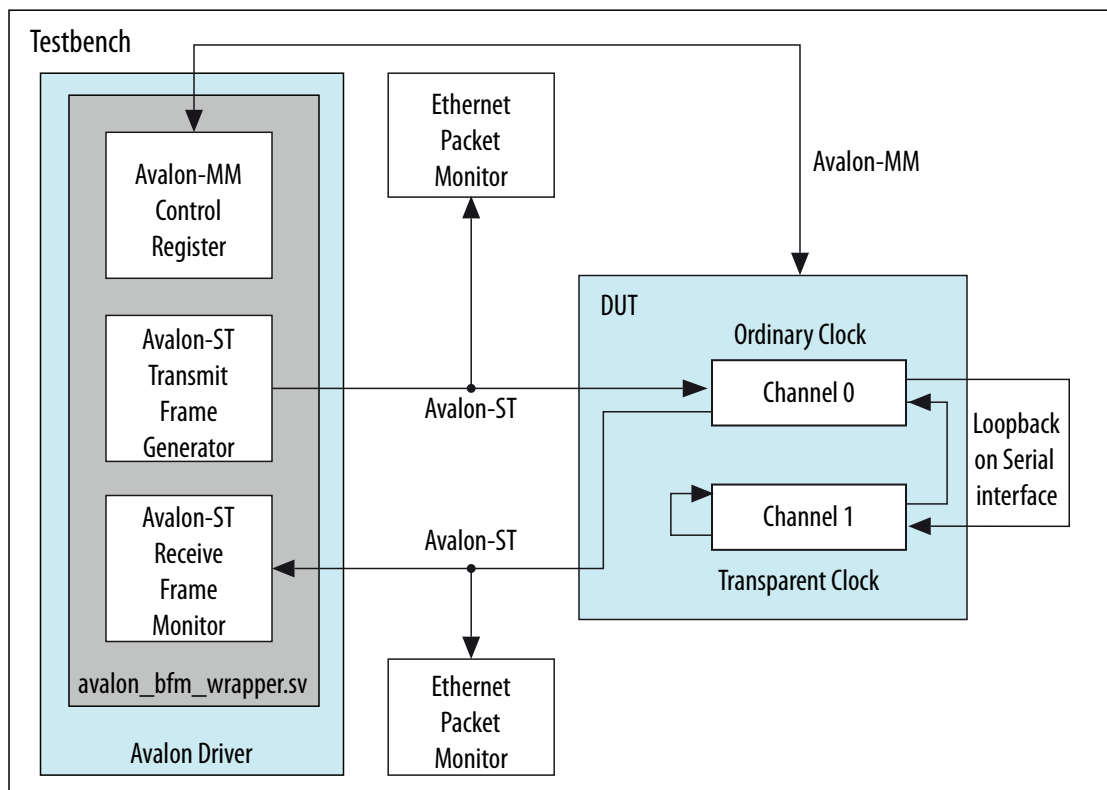 Testbench
Avalon-MM
Control
Register
Avalon-ST
Transmit
Frame
Generator
Avalon-ST
Receive
Frame
Monitor
avalon_bfm_wrapper.sv
Avalon Driver
Ethernet
Packet
Monitor
Avalon-ST
Avalon-ST
Ethernet
Packet
Monitor
Avalon-MM
DUT
Ordinary Clock
Channel 0
Channel 1
Transparent Clock
Loopback
on Serial
interface